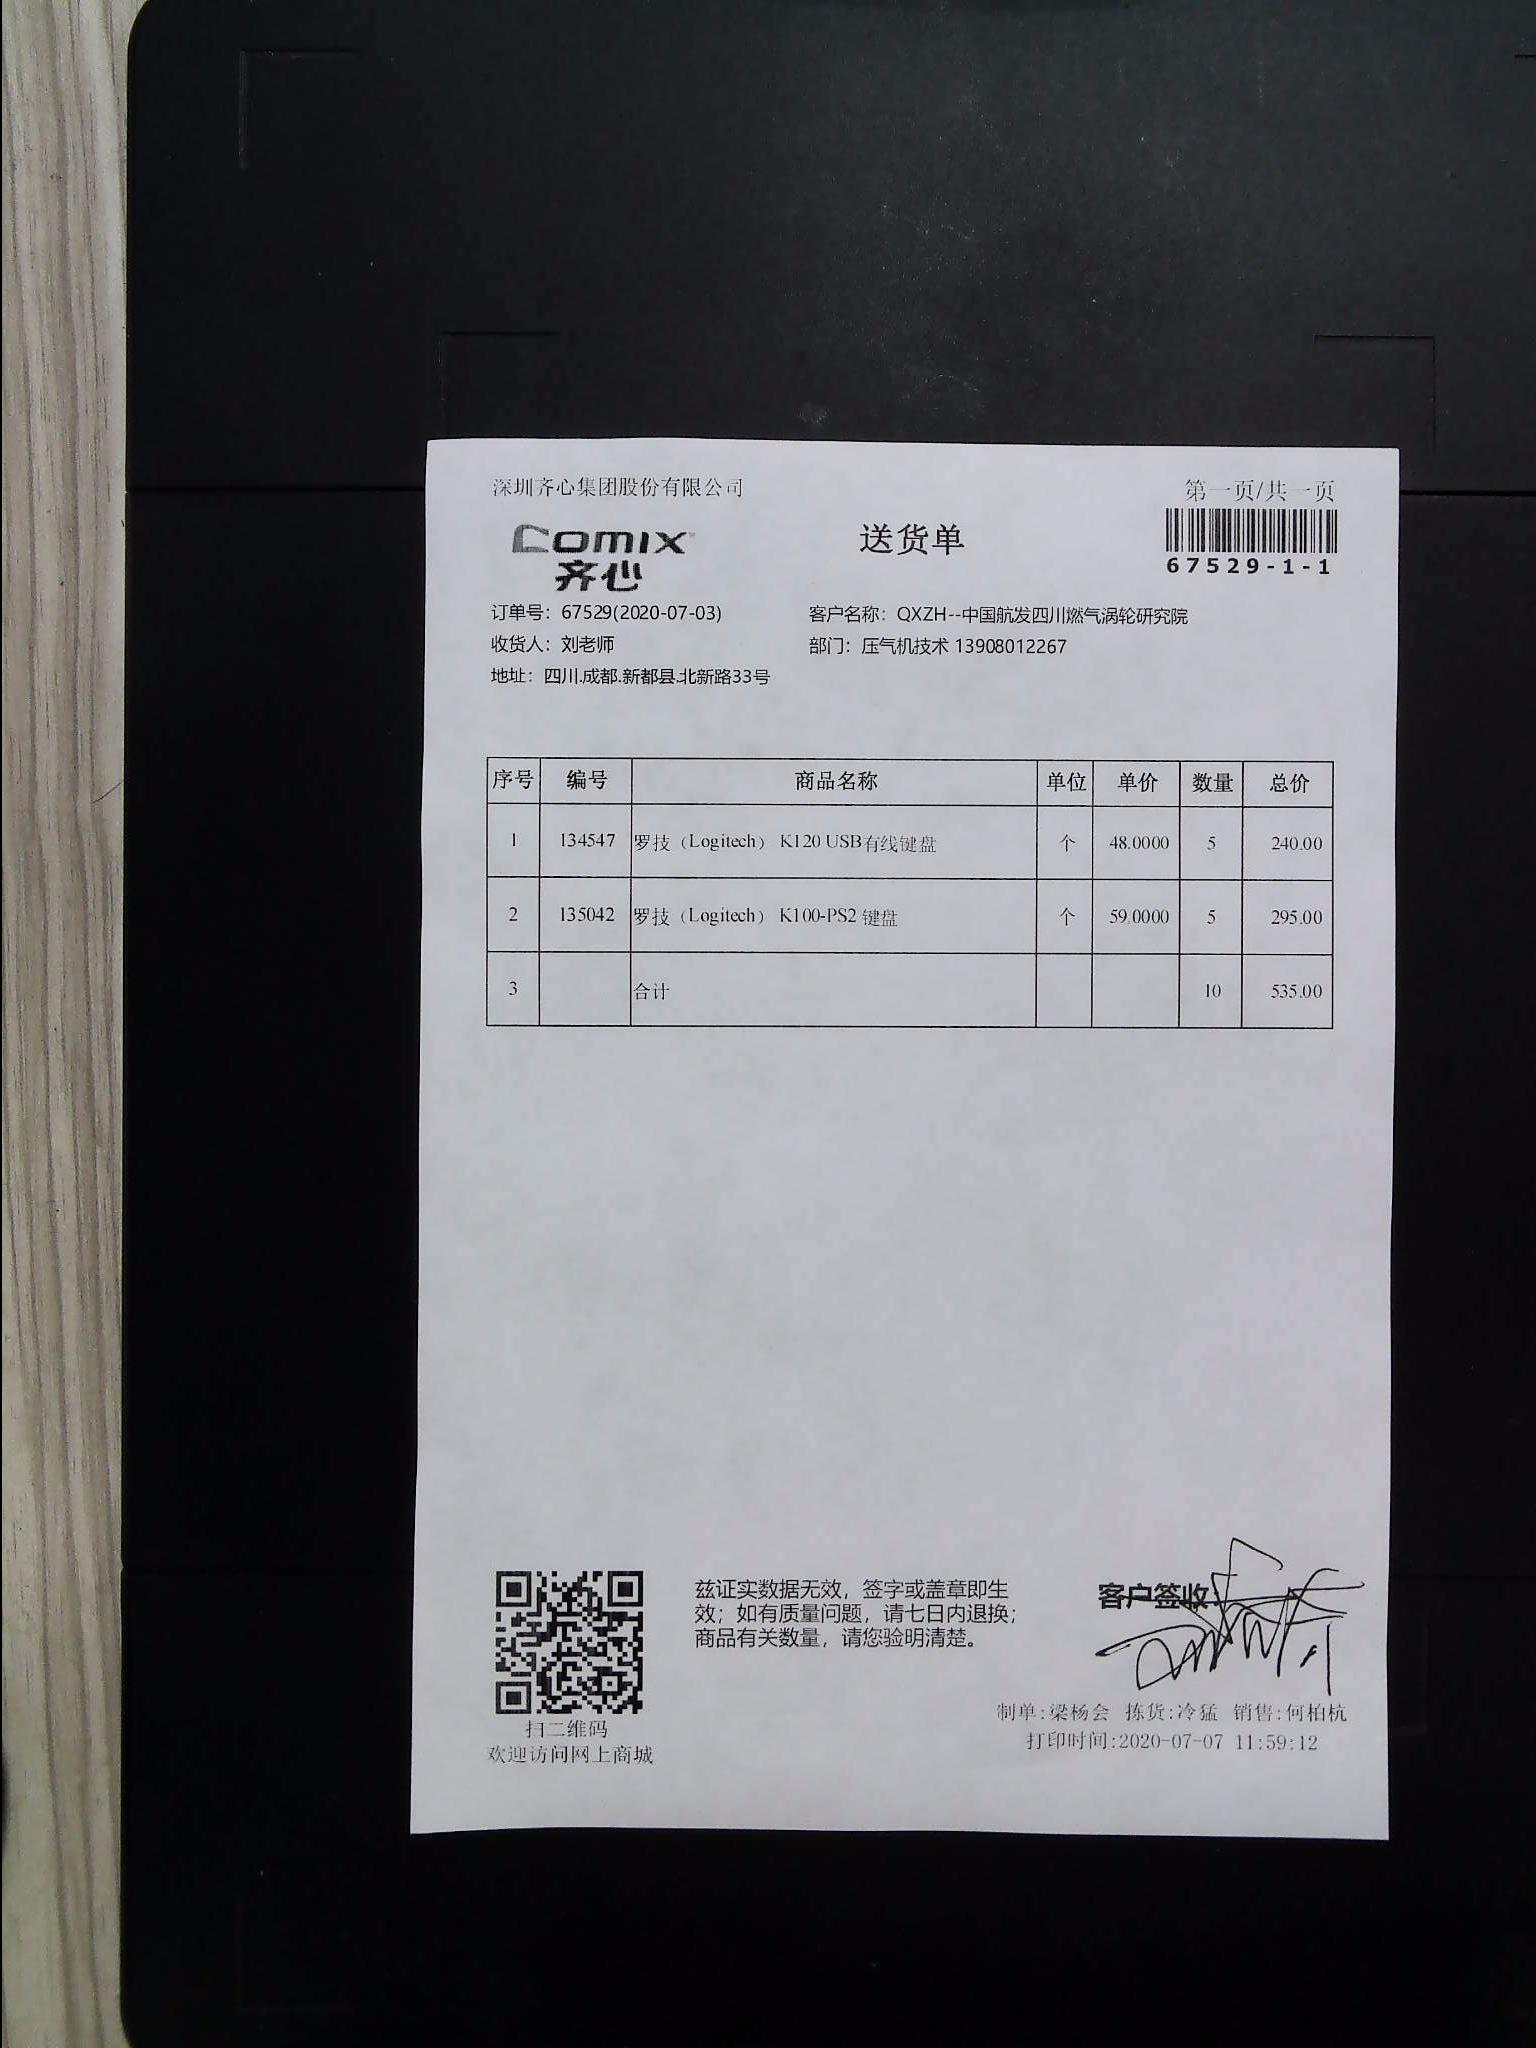 深圳齐心集团股份有限公司
第一页/共一页
comix
齐心
送货单
67529-1-1
订单号：67529(2020-07-03)
客户名称：QXZH--中国航发四川燃气涡轮研究院
收货人：刘老师
部门：压气机技术 13908012267
地址：四川.成都.新都县.北新路33号
序号 编号 商品名称 单位 单价 数量 总价
1 134547 罗技（Logitech） K120 USB有线键盘 个 48.0000 5 240.00
2 135042 罗技（Logitech） K100-PS2 键盘 个 59.0000 5 295.00
3 合计 10 535.00
兹证实数据无效，签字或盖章即生
效；如有质量问题，请七日内退换；
商品有关数量，请您验明清楚。
客户签收:
扫二维码
欢迎访问网上商城
制单:梁杨会 拣货:冷猛 销售:何柏杭
打印时间:2020-07-07 11:59:12